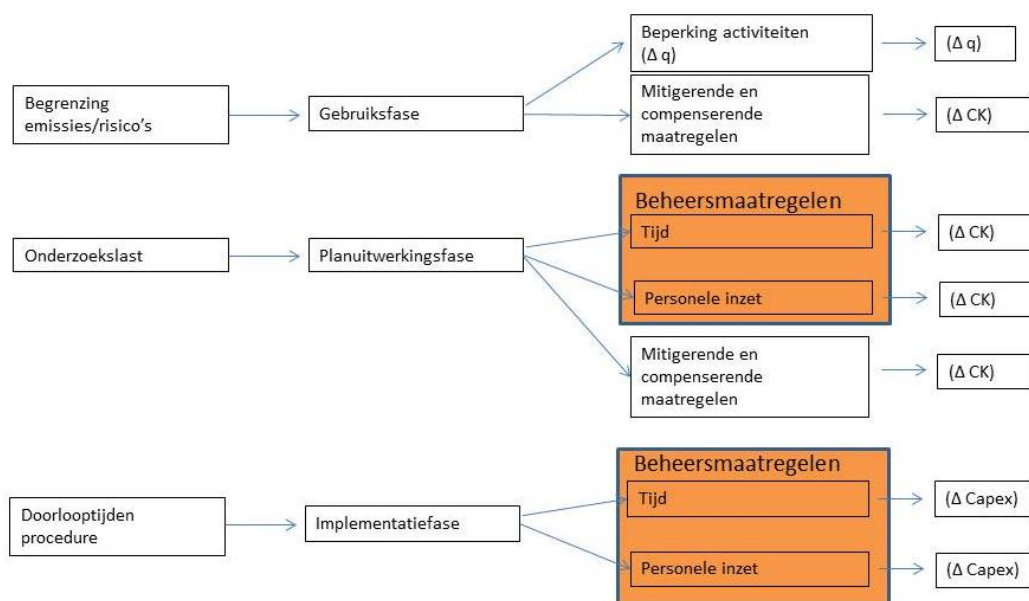 Beperking activiteiten
(Δ q)
(Δ q)
Begrenzing
emissies/risico's
Gebruiksfase
Mitigerende en
compenserende
maatregelen
(Δ CK)
Beheersmaatregelen
Onderzoekslast
Planuitwerkingsfase
Tijd
(Δ CK)
Personele inzet
(Δ CK)
Mitigerende en
compenserende
maatregelen
(Δ CK)
Beheersmaatregelen
Doorlooptijden
procedure
Implementatiefase
Tijd
(Δ Capex)
Personele inzet
(Δ Capex)